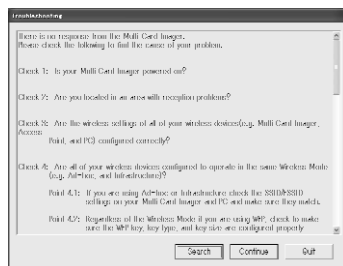 Troubleshooting
There is no response from the Multi Card Imager.
Please check the following to find the cause of your problem.
Check 1: Is your Multi Card Imager powered on?
Check 2: Are you located in an area with reception problems?
Check 3: Are the wireless settings of all of your wireless devices(e.g. Multi Card Imager,
Access
Point, and PC) configured correctly?
Check 4: Are all of your wireless devices configured to operate in the same Wireless Mode
(e.g. Ad-hoc, and Infrastructure)?
Point 4.1: If you are using Ad-hoc or Infrastructure check the SSID/ESSID
settings on your Multi Card Imager and PC and make sure they match.
Point 4.2: Regardless of the Wireless Mode if you are using WEP, check to make
sure the WEP key, key type, and key size are configured properly
Search Continue Quit